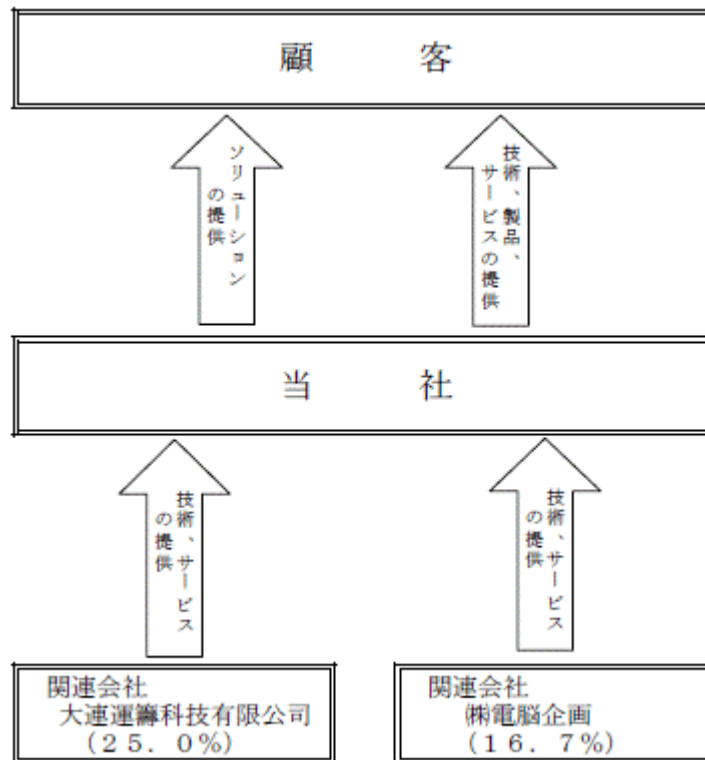 顧　　　客
ソリューション
の提供
技術、製品、
サービスの提供
当　　　社
技術、サービス
の提供
技術、サービス
の提供
関連会社
大連運籌科技有限公司
（２５．０％）
関連会社
㈱電脳企画
（１６．７％）